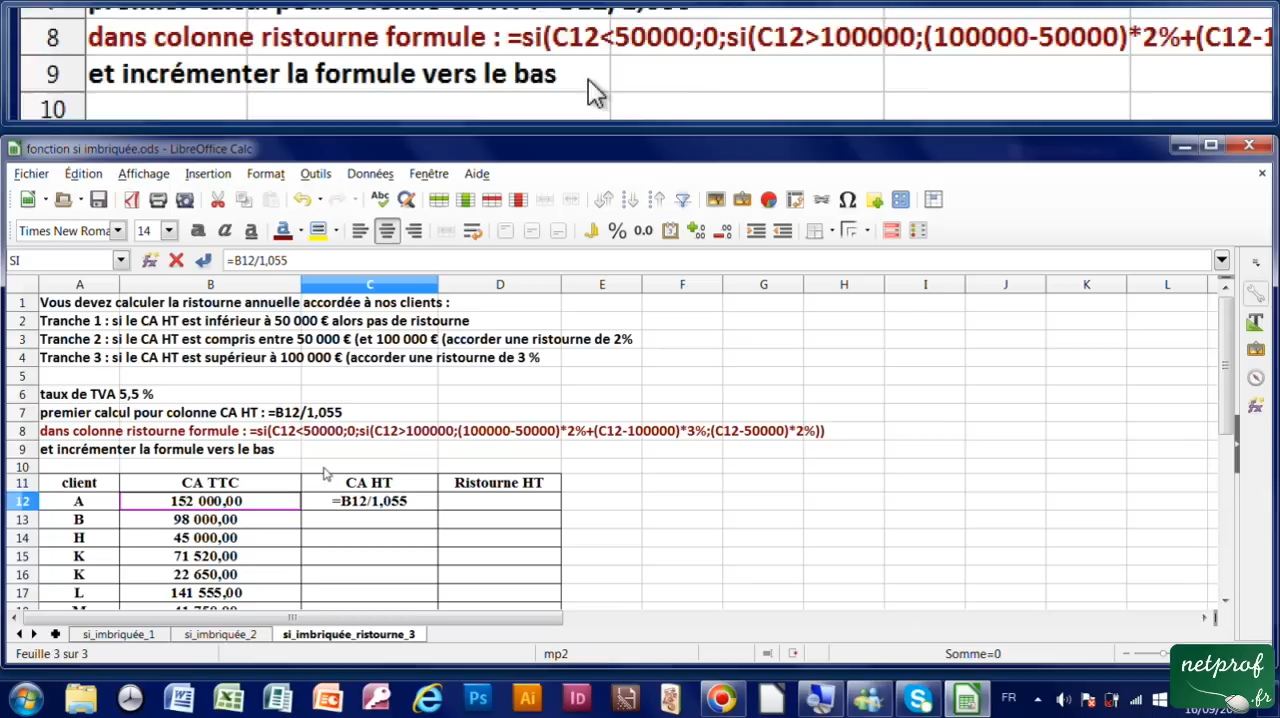 premier calcul pour colonne CA HT : =B12/1,055
8 dans colonne ristourne formule : =si(C12<50000;0;si(C12>100000;(100000-50000)*2%+(C12-1
9 et incrémenter la formule vers le bas
10
fonction si imbriquée.ods - LibreOffice Calc
Fichier Édition Affichage Insertion Format Outils Données Fenêtre Aide
Times New Roma 14
SI =B12/1,055
A B C D E F G H I J K L
1 Vous devez calculer la ristourne annuelle accordée à nos clients :
2 Tranche 1 : si le CA HT est inférieur à 50 000 € alors pas de ristourne
3 Tranche 2 : si le CA HT est compris entre 50 000 € (et 100 000 € (accorder une ristourne de 2%
4 Tranche 3 : si le CA HT est supérieur à 100 000 € (accorder une ristourne de 3 %
5
6 taux de TVA 5,5 %
7 premier calcul pour colonne CA HT : =B12/1,055
8 dans colonne ristourne formule : =si(C12<50000;0;si(C12>100000;(100000-50000)*2%+(C12-100000)*3%;(C12-50000)*2%))
9 et incrémenter la formule vers le bas
10
11 client CA TTC CA HT Ristourne HT
12 A 152 000,00 =B12/1,055
13 B 98 000,00
14 H 45 000,00
15 K 71 520,00
16 K 22 650,00
17 L 141 555,00
si_imbriquée_1 si_imbriquée_2 si_imbriquée_ristourne_3
Feuille 3 sur 3 mp2 Somme=0
netprof
.fr
FR